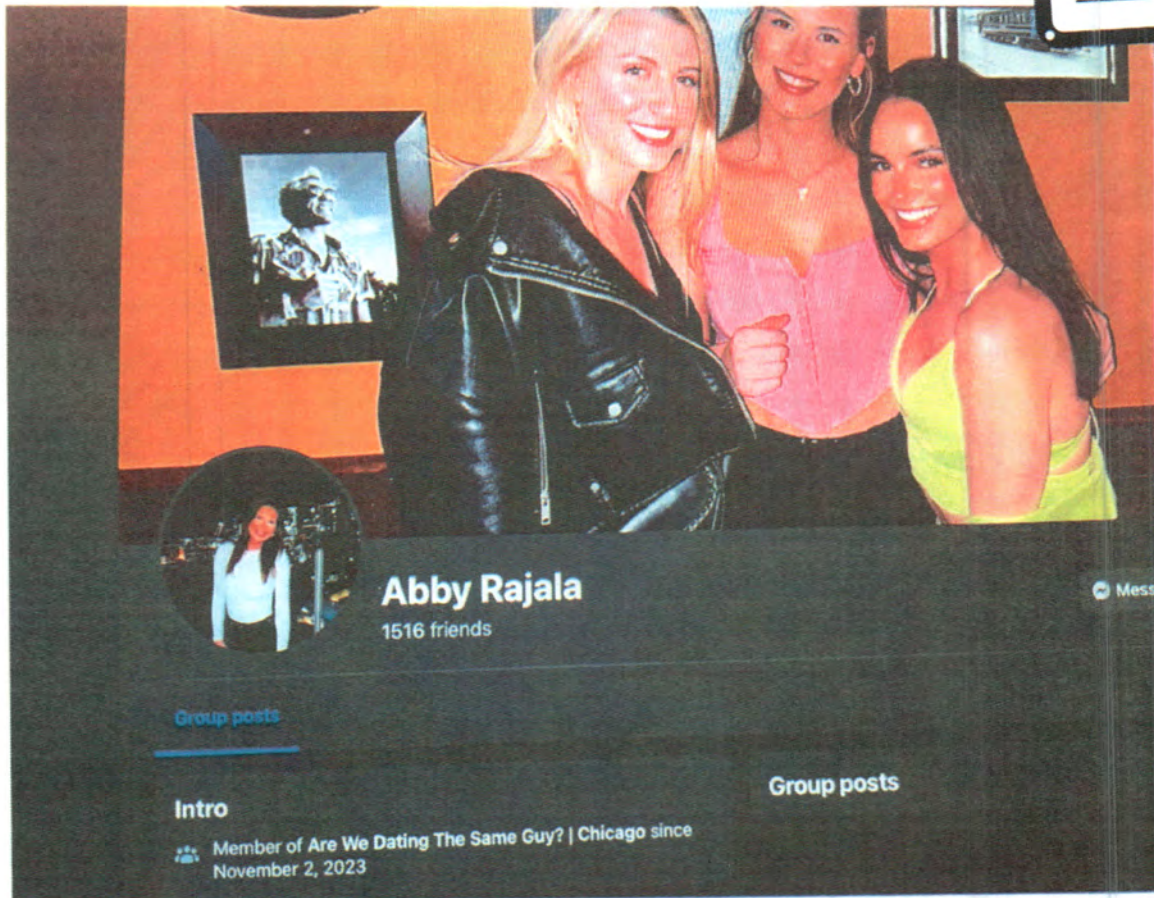 Abby Rajala
1516 friends
Mess
Group posts
Intro
Group posts
Member of Are We Dating The Same Guy? | Chicago since
November 2, 2023